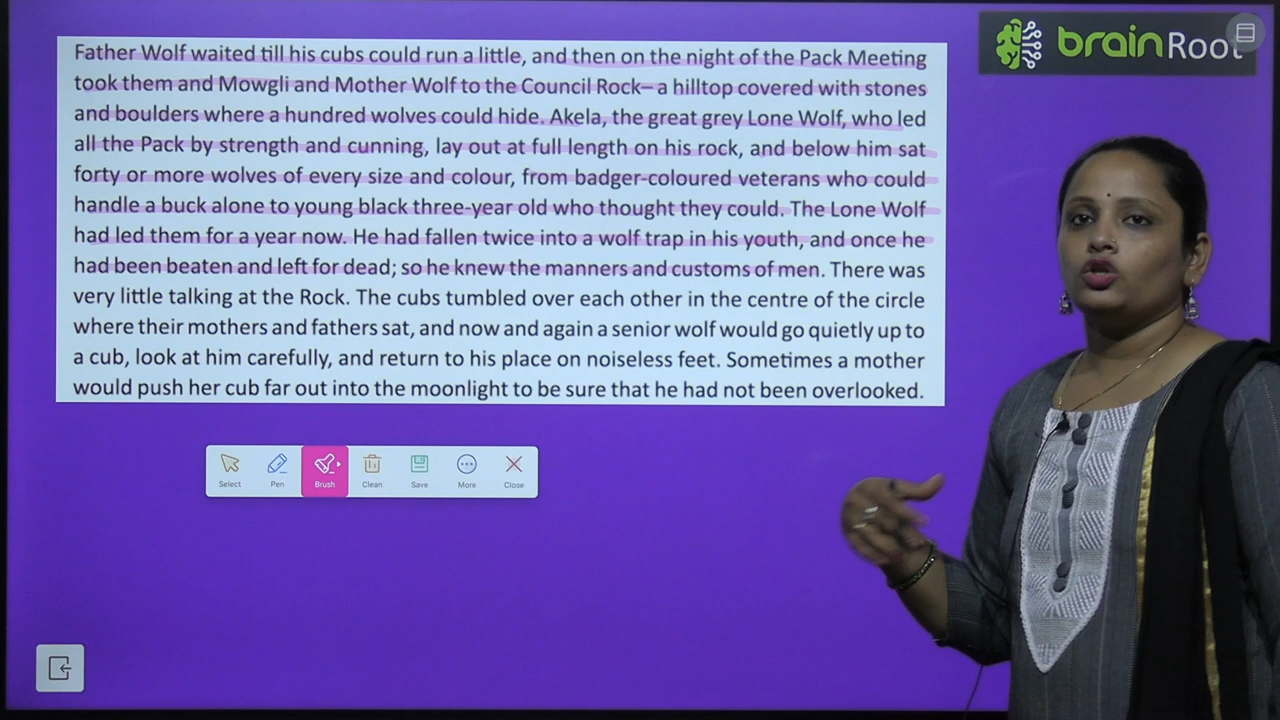 brainRoot
Father Wolf waited till his cubs could run a little, and then on the night of the Pack Meeting
took them and Mowgli and Mother Wolf to the Council Rock– a hilltop covered with stones
and boulders where a hundred wolves could hide. Akela, the great grey Lone Wolf, who led
all the Pack by strength and cunning, lay out at full length on his rock, and below him sat
forty or more wolves of every size and colour, from badger-coloured veterans who could
handle a buck alone to young black three-year old who thought they could. The Lone Wolf
had led them for a year now. He had fallen twice into a wolf trap in his youth, and once he
had been beaten and left for dead; so he knew the manners and customs of men. There was
very little talking at the Rock. The cubs tumbled over each other in the centre of the circle
where their mothers and fathers sat, and now and again a senior wolf would go quietly up to
a cub, look at him carefully, and return to his place on noiseless feet. Sometimes a mother
would push her cub far out into the moonlight to be sure that he had not been overlooked.
Select Pen Brush Clean Save More Close